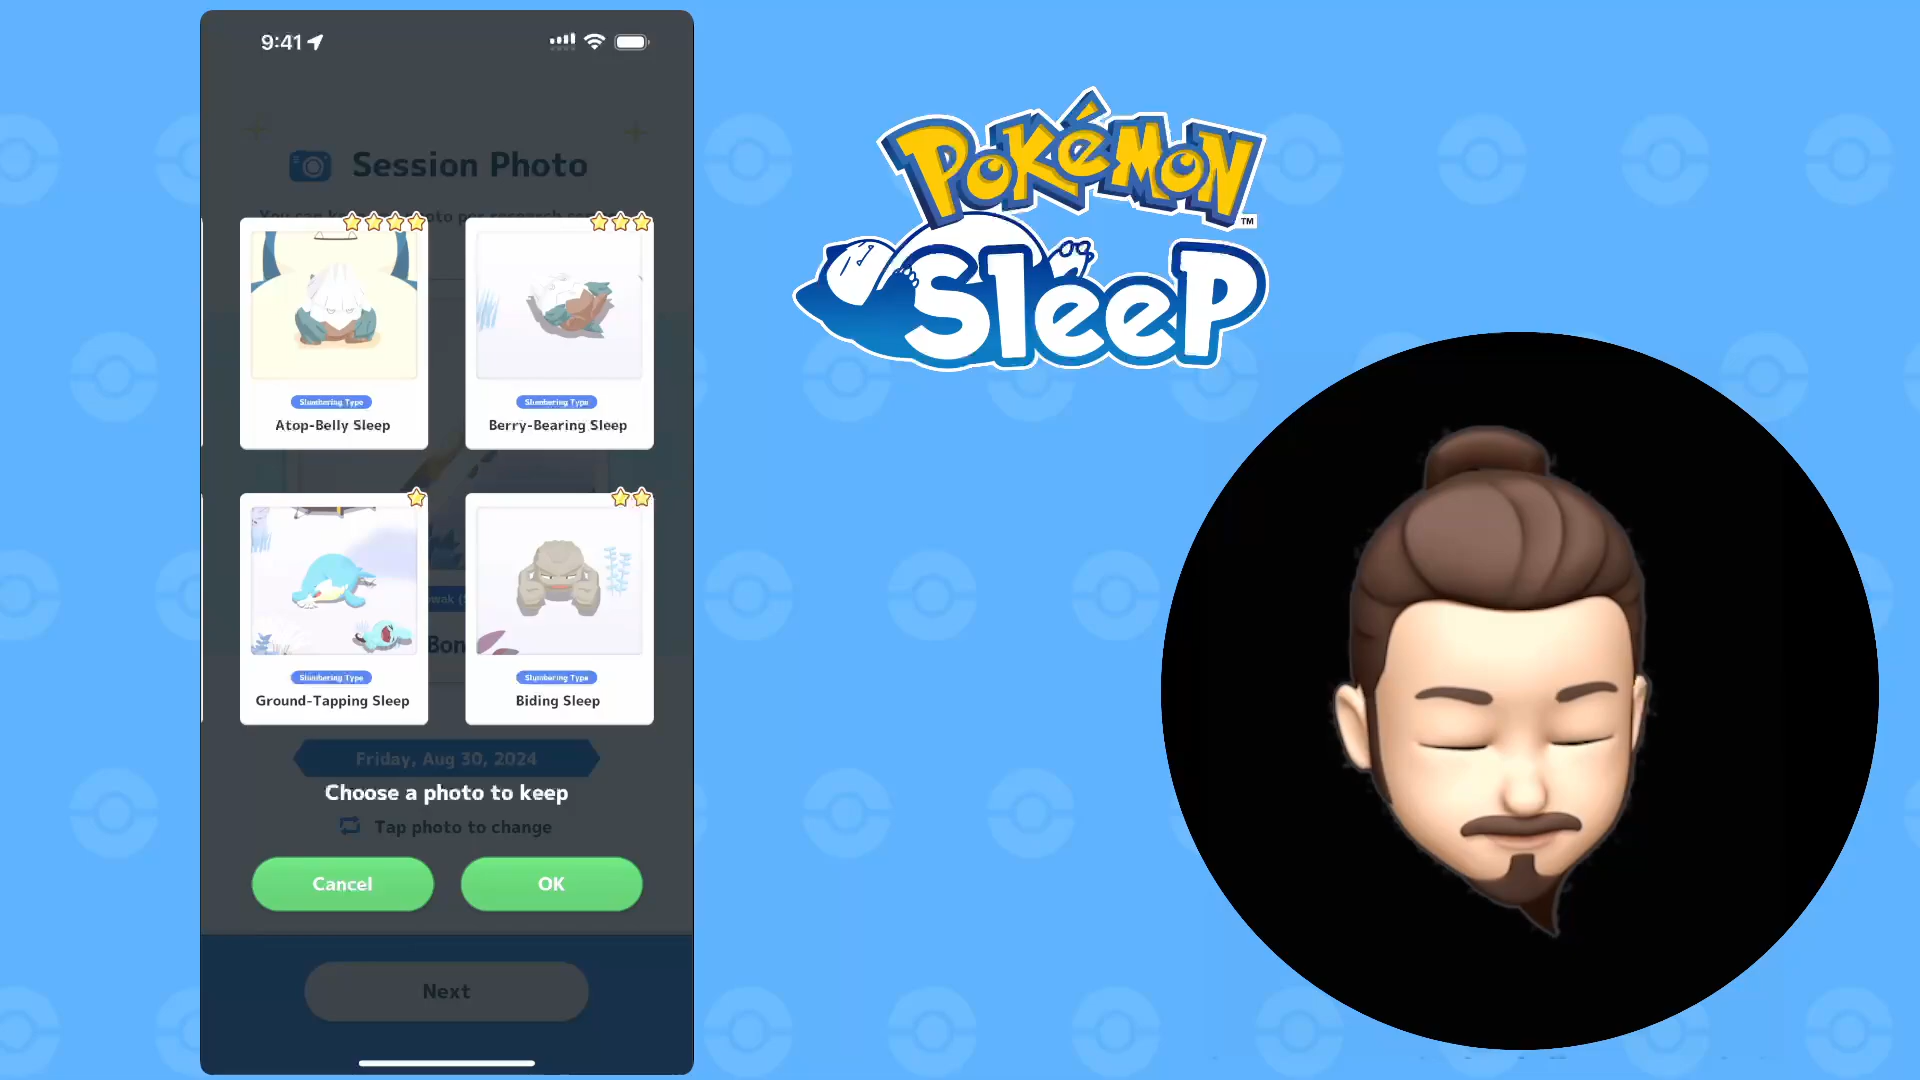 9:41
Session Photo
Atop-Belly Sleep
Slumbering Type
Berry-Bearing Sleep
Slumbering Type
Ground-Tapping Sleep
Slumbering Type
Biding Sleep
Slumbering Type
Friday, Aug 30, 2024
Choose a photo to keep
Tap photo to change
Cancel
OK
Next
POKÉMON
TM
Sleep